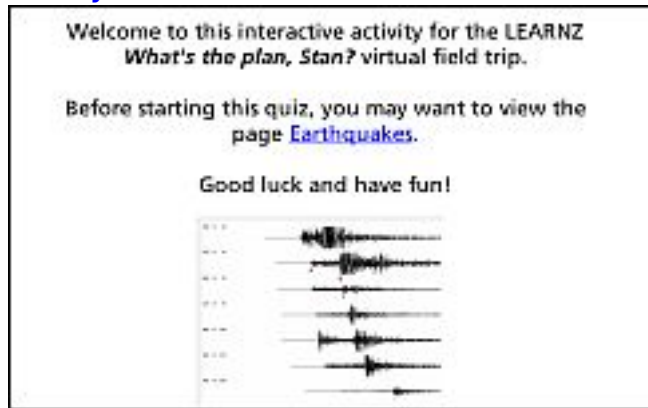 Welcome to this interactive activity for the LEARNZ
What's the plan, Stan? virtual field trip.
Before starting this quiz, you may want to view the
page Earthquakes.
Good luck and have fun!